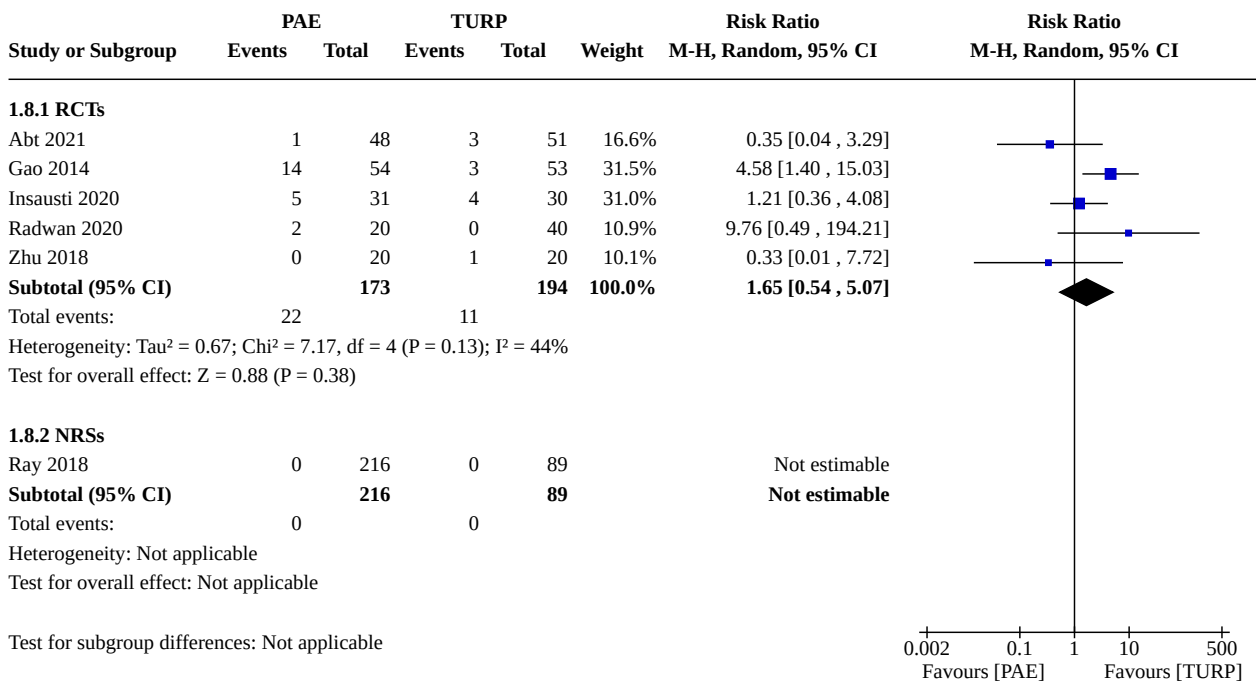 PAE TURP Risk Ratio Risk Ratio
Study or Subgroup Events Total Events Total Weight M-H, Random, 95% CI M-H, Random, 95% CI
1.8.1 RCTs
Abt 2021 1 48 3 51 16.6% 0.35 [0.04 , 3.29]
Gao 2014 14 54 3 53 31.5% 4.58 [1.40 , 15.03]
Insausti 2020 5 31 4 30 31.0% 1.21 [0.36 , 4.08]
Radwan 2020 2 20 0 40 10.9% 9.76 [0.49 , 194.21]
Zhu 2018 0 20 1 20 10.1% 0.33 [0.01 , 7.72]
Subtotal (95% CI) 173 194 100.0% 1.65 [0.54 , 5.07]
Total events: 22 11
Heterogeneity: Tau² = 0.67; Chi² = 7.17, df = 4 (P = 0.13); I² = 44%
Test for overall effect: Z = 0.88 (P = 0.38)
1.8.2 NRSs
Ray 2018 0 216 0 89 Not estimable
Subtotal (95% CI) 216 89 Not estimable
Total events: 0 0
Heterogeneity: Not applicable
Test for overall effect: Not applicable
Test for subgroup differences: Not applicable
0.002 0.1 1 10 500
Favours [PAE] Favours [TURP]